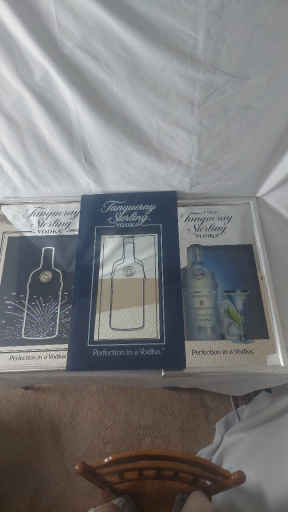 Tanqueray
Sterling
VODKA
Perfection in a Vodka.
Tanqueray
Sterling
VODKA
Perfection in a Vodka.
Tanqueray
Sterling
VODKA
Perfection in a Vodka.